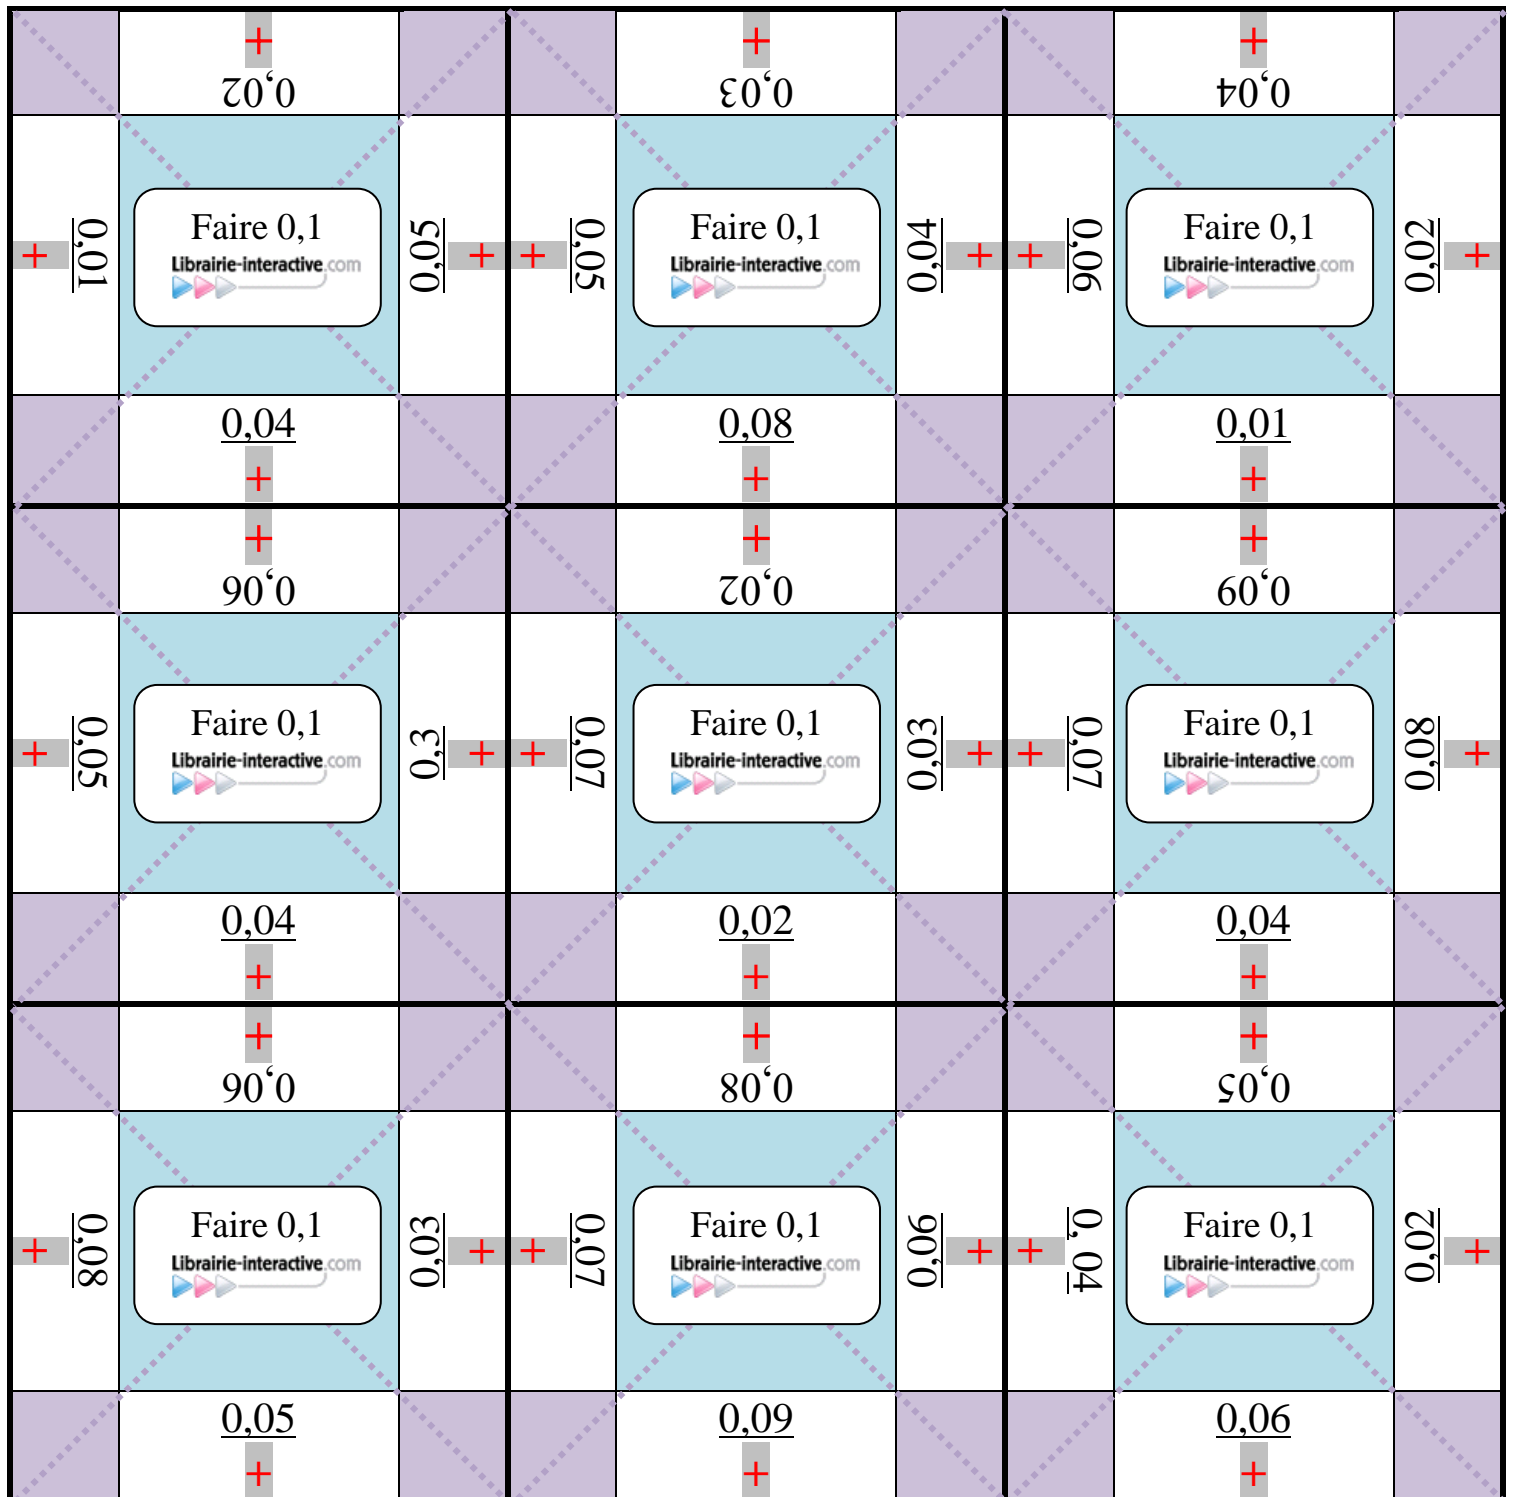 + + +
0,02 0,03 0,04
+ 0,01 Faire 0,1 0,05 + + 0,05 Faire 0,1 0,04 + + 0,06 Faire 0,1 0,02 +
Librairie-interactive.com Librairie-interactive.com Librairie-interactive.com
0,04 0,08 0,01
+ + +
+ + +
0,06 0,02 0,09
+ 0,05 Faire 0,1 0,3 + + 0,07 Faire 0,1 0,03 + + 0,07 Faire 0,1 0,08 +
Librairie-interactive.com Librairie-interactive.com Librairie-interactive.com
0,04 0,02 0,04
+ + +
+ + +
0,06 0,08 0,05
+ 0,08 Faire 0,1 0,03 + + 0,07 Faire 0,1 0,06 + + 0, 04 Faire 0,1 0,02 +
Librairie-interactive.com Librairie-interactive.com Librairie-interactive.com
0,05 0,09 0,06
+ + +